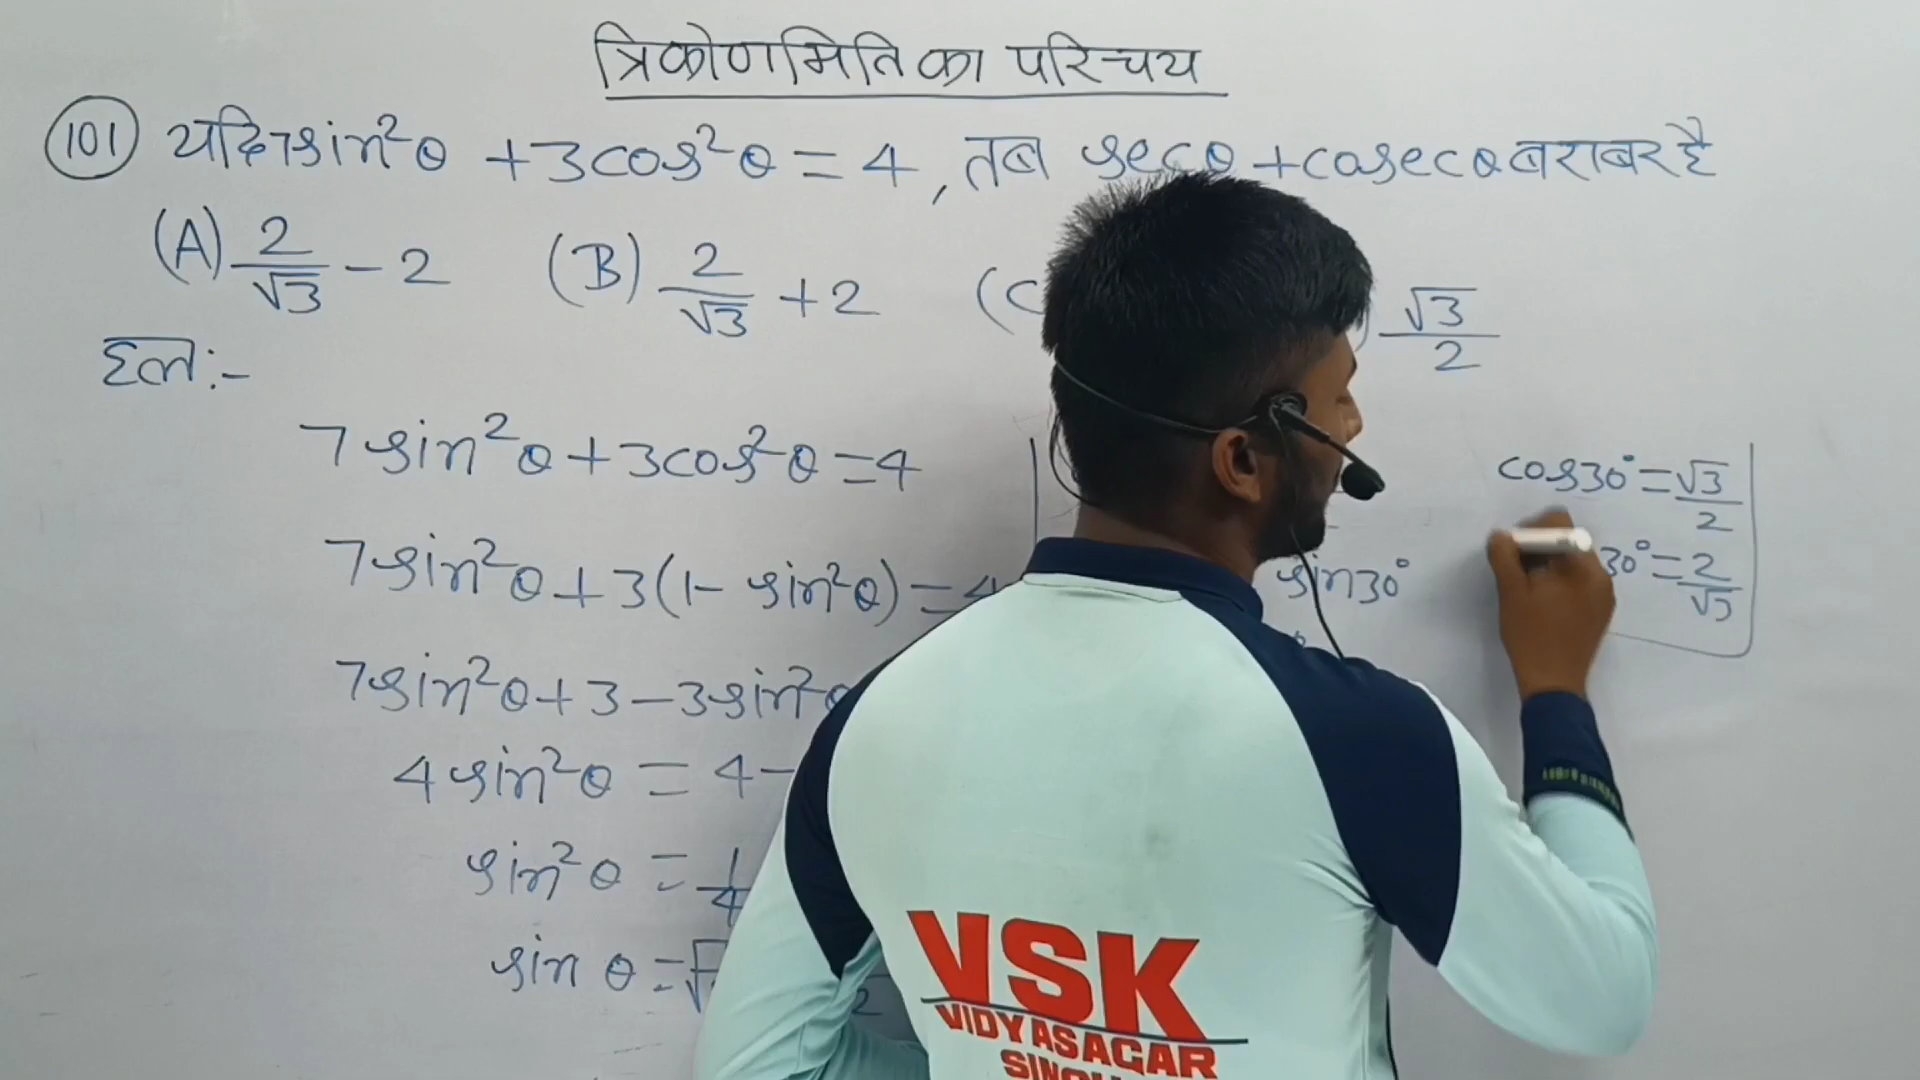 त्रिकोणमिति का परिचय
(101) यदि 7sin²θ + 3cos²θ = 4, तब secθ + cosecθ बराबर है
(A) 2/√3 - 2 (B) 2/√3 + 2 (C √3/2
हल:-
7sin²θ + 3cos²θ = 4
7sin²θ + 3(1 - sin²θ) = 4
7sin²θ + 3 - 3sin²θ
4sin²θ = 4 -
sin²θ = 1/4
sin θ = √
sin30°
cos30° = √3/2
30° = 2/√3
VSK
VIDYASAGAR